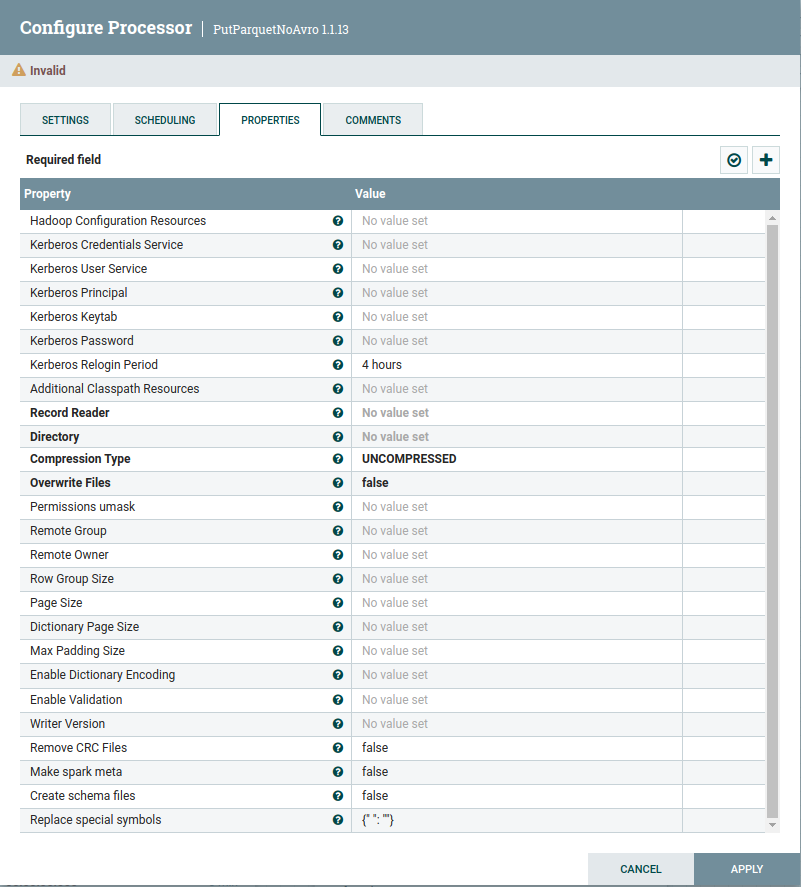 Configure Processor | PutParquetNoAvro 1.1.13
Invalid
SETTINGS SCHEDULING PROPERTIES COMMENTS
Required field
Property Value
Hadoop Configuration Resources No value set
Kerberos Credentials Service No value set
Kerberos User Service No value set
Kerberos Principal No value set
Kerberos Keytab No value set
Kerberos Password No value set
Kerberos Relogin Period 4 hours
Additional Classpath Resources No value set
Record Reader No value set
Directory No value set
Compression Type UNCOMPRESSED
Overwrite Files false
Permissions umask No value set
Remote Group No value set
Remote Owner No value set
Row Group Size No value set
Page Size No value set
Dictionary Page Size No value set
Max Padding Size No value set
Enable Dictionary Encoding No value set
Enable Validation No value set
Writer Version No value set
Remove CRC Files false
Make spark meta false
Create schema files false
Replace special symbols {" ": ""}
CANCEL APPLY